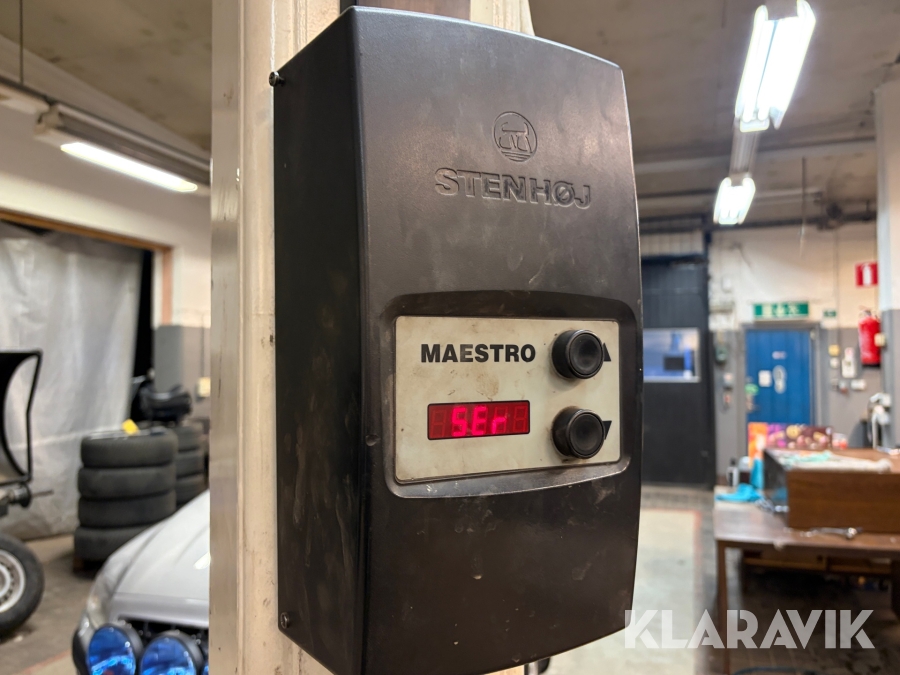 STENHØJ
MAESTRO
SEr
KLARAVIK